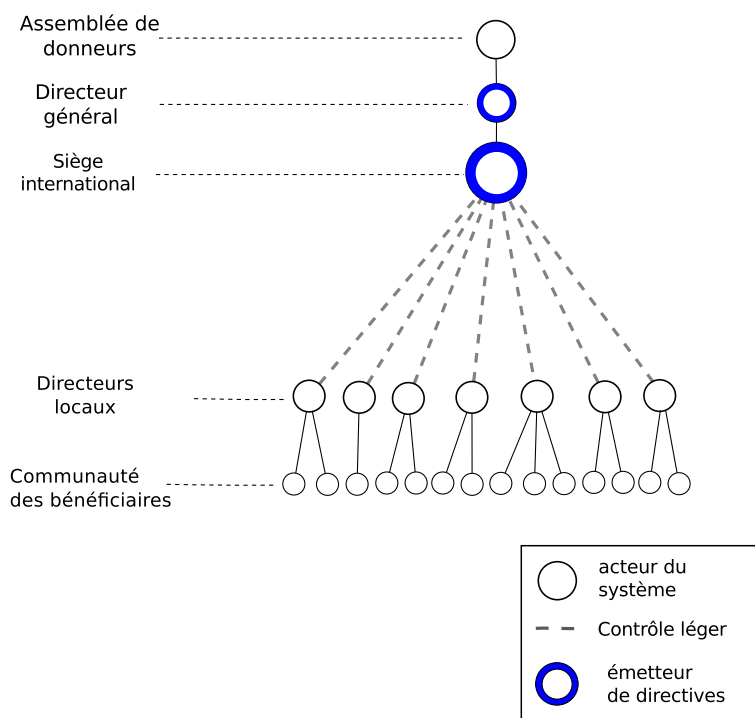 Assemblée de
donneurs
Directeur
général
Siège
international
Directeurs
locaux
Communauté
des bénéficiaires
acteur du
système
Contrôle léger
émetteur
de directives